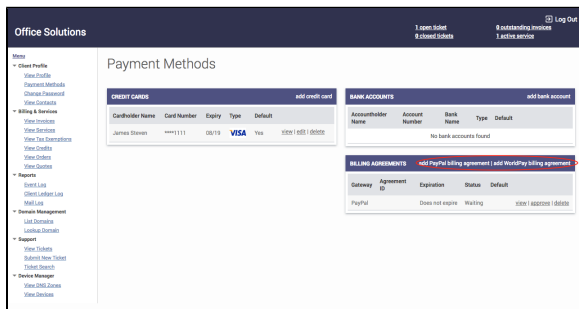 Log Out
Office Solutions
1 open ticket
0 closed tickets
0 outstanding invoices
1 active service
Menu
Client Profile
View Profile
Payment Methods
Change Password
View Contacts
Billing & Services
View Invoices
View Services
View Tax Exemptions
View Credits
View Orders
View Quotes
Reports
Event Log
Client Ledger Log
Mail Log
Domain Management
List Domains
Lookup Domain
Support
View Tickets
Submit New Ticket
Ticket Search
Device Manager
View DNS Zones
View Devices
Payment Methods
CREDIT CARDS add credit card
Cardholder Name Card Number Expiry Type Default
James Steven ****1111 08/19 VISA Yes view | edit | delete
BANK ACCOUNTS add bank account
Accountholder Name Account Number Bank Name Type Default
No bank accounts found
BILLING AGREEMENTS add PayPal billing agreement | add WorldPay billing agreement
Gateway Agreement ID Expiration Status Default
PayPal Does not expire Waiting view | approve | delete